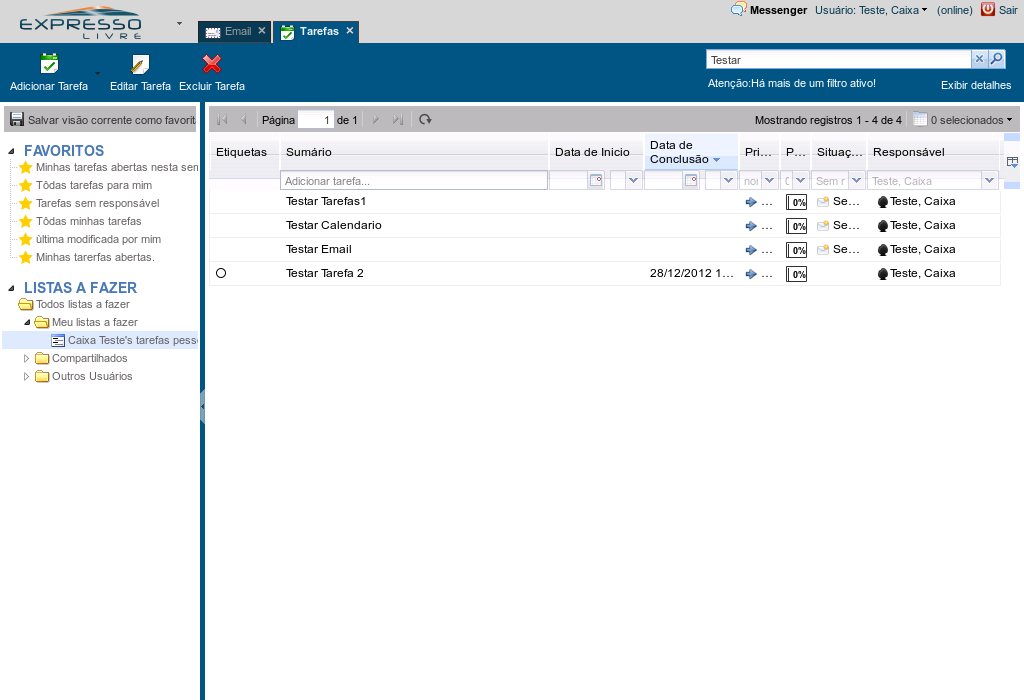 EXPRESSO
LIVRE
Email
Tarefas
Messenger Usuário: Teste, Caixa (online) Sair
Adicionar Tarefa Editar Tarefa Excluir Tarefa
Testar
Atenção:Há mais de um filtro ativo!
Exibir detalhes
Salvar visão corrente como favorit
Página 1 de 1
Mostrando registros 1 - 4 de 4 0 selecionados
FAVORITOS
Minhas tarefas abertas nesta sen
Tôdas tarefas para mim
Tarefas sem responsável
Tôdas minhas tarefas
última modificada por mim
Minhas tarerfas abertas.
LISTAS A FAZER
Todos listas a fazer
Meu listas a fazer
Caixa Teste's tarefas pess
Compartilhados
Outros Usuários
Etiquetas Sumário Data de Inicio Data de Conclusão Pri... P... Situaç... Responsável
Adicionar tarefa... nor Sem r Teste, Caixa
Testar Tarefas1 ... 0% Se... Teste, Caixa
Testar Calendario ... 0% Se... Teste, Caixa
Testar Email ... 0% Se... Teste, Caixa
Testar Tarefa 2 28/12/2012 1... ... 0% Teste, Caixa